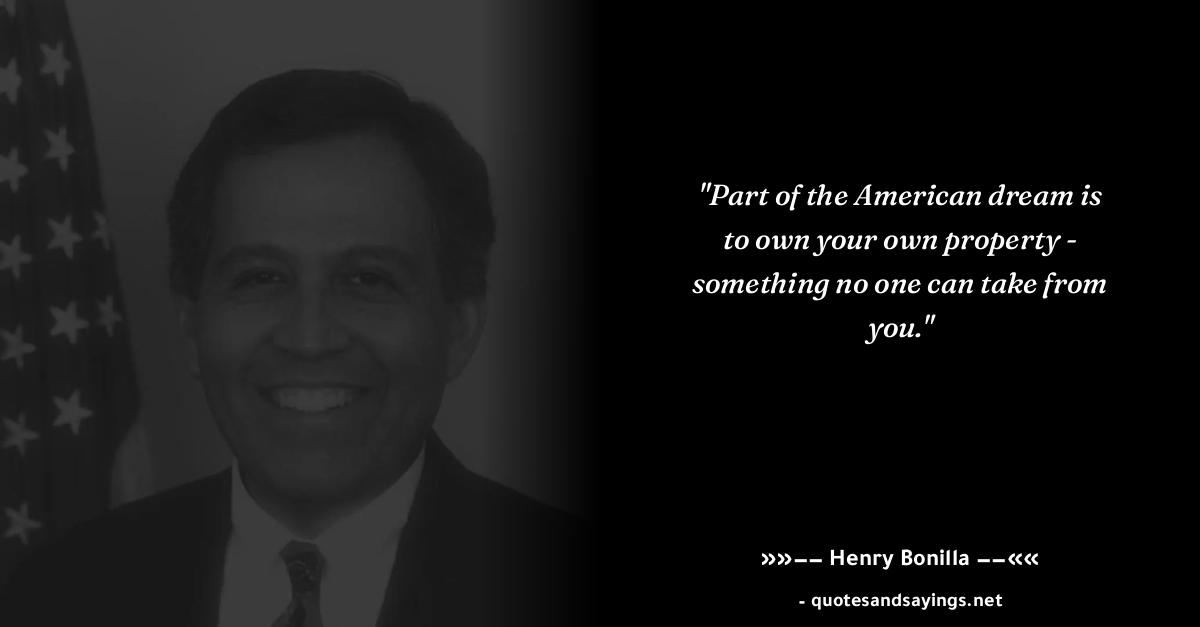 "Part of the American dream is
to own your own property -
something no one can take from
you."
»»–– Henry Bonilla ––««
- quotesandsayings.net